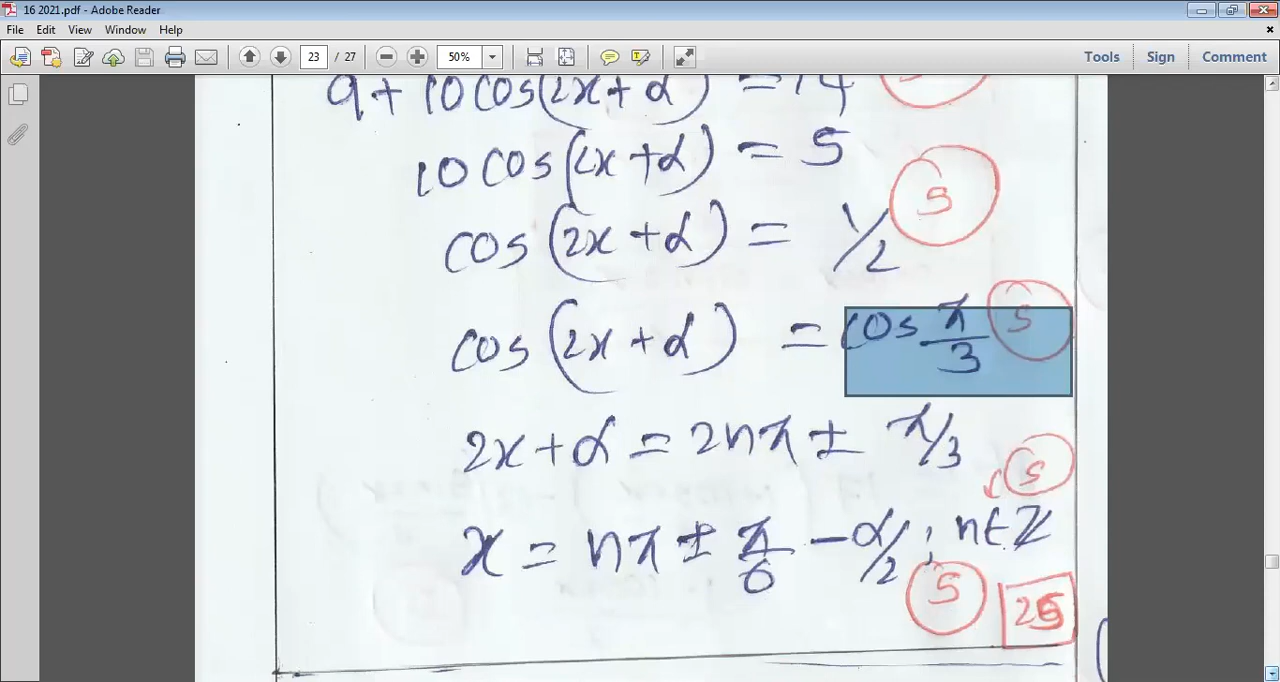 16 2021.pdf - Adobe Reader
File Edit View Window Help
23 / 27 50% Tools Sign Comment
9 + 10 cos(2x + α) = 14
10 cos(2x + α) = 5
cos(2x + α) = 1/2 5
cos(2x + α) = cos π/3 5
2x + α = 2nπ ± π/3 5
x = nπ ± π/6 - α/2 ; n ∈ ℤ
5 25